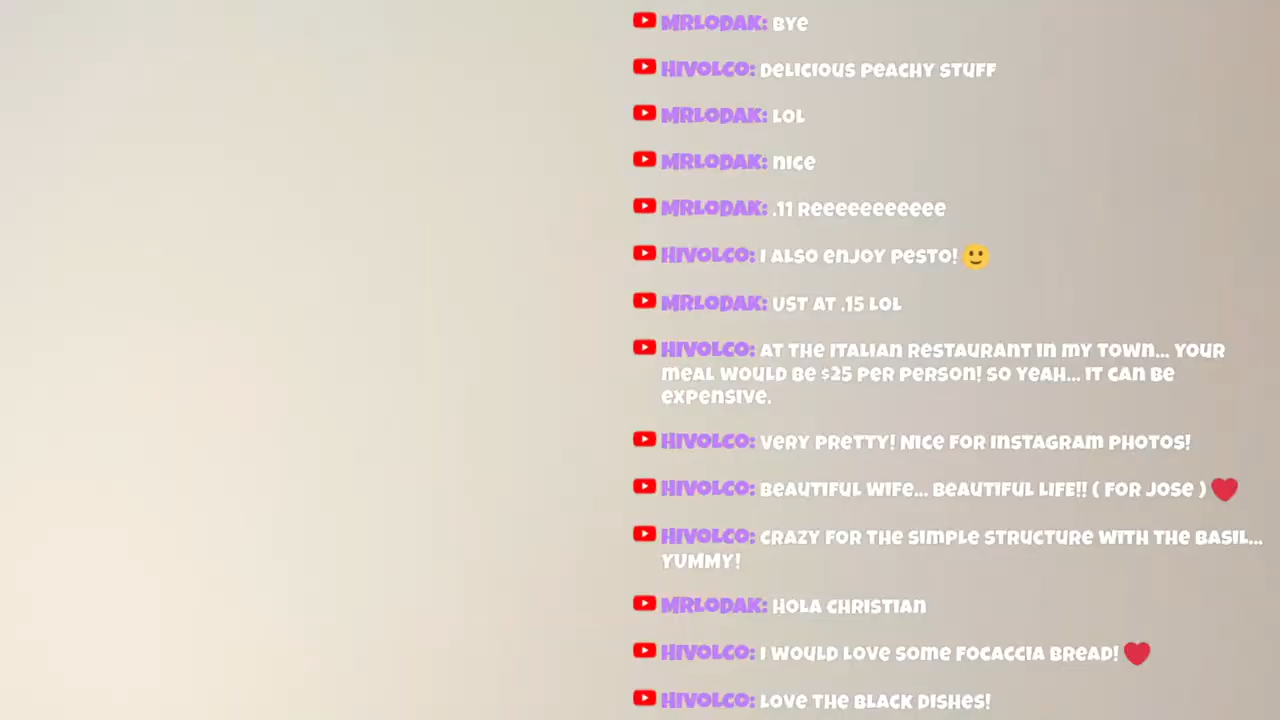 MRLODAK: BYE
HIVOLCO: DELICIOUS PEACHY STUFF
MRLODAK: LOL
MRLODAK: NICE
MRLODAK: .11 REEEEEEEEEEE
HIVOLCO: I ALSO ENJOY PESTO! 🙂
MRLODAK: UST AT .15 LOL
HIVOLCO: AT THE ITALIAN RESTAURANT IN MY TOWN... YOUR
MEAL WOULD BE $25 PER PERSON! SO YEAH... IT CAN BE
EXPENSIVE.
HIVOLCO: VERY PRETTY! NICE FOR INSTAGRAM PHOTOS!
HIVOLCO: BEAUTIFUL WIFE... BEAUTIFUL LIFE!! ( FOR JOSE ) ❤️
HIVOLCO: CRAZY FOR THE SIMPLE STRUCTURE WITH THE BASIL...
YUMMY!
MRLODAK: HOLA CHRISTIAN
HIVOLCO: I WOULD LOVE SOME FOCACCIA BREAD! ❤️
HIVOLCO: LOVE THE BLACK DISHES!